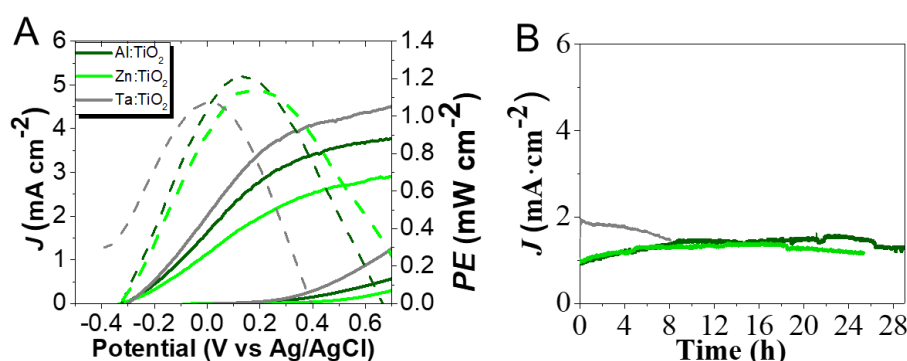 A
6
5
4
3
2
1
0
J (mA cm⁻²)
Al:TiO₂
Zn:TiO₂
Ta:TiO₂
1.4
1.2
1.0
0.8
0.6
0.4
0.2
0.0
PE (mW cm⁻²)
-0.4 -0.2 0.0 0.2 0.4 0.6
Potential (V vs Ag/AgCl)
B
6
4
2
0
J (mA·cm⁻²)
0 4 8 12 16 20 24 28
Time (h)